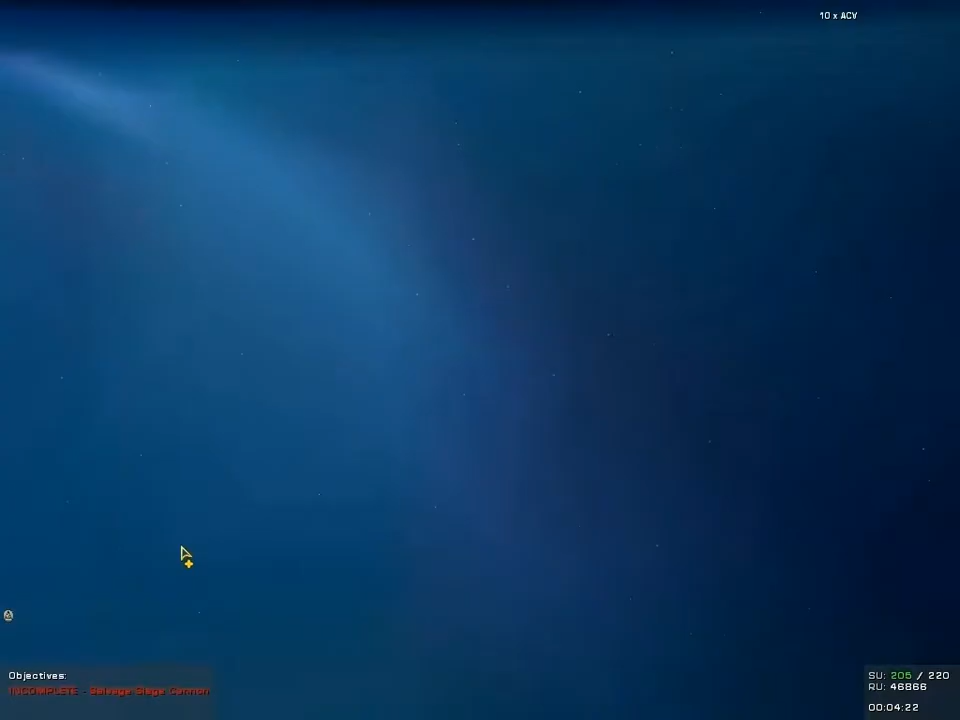 10 x ACV
Objectives:
INCOMPLETE - Salvage Siege Cannon
SU: 205 / 220
RU: 46866
00:04:22